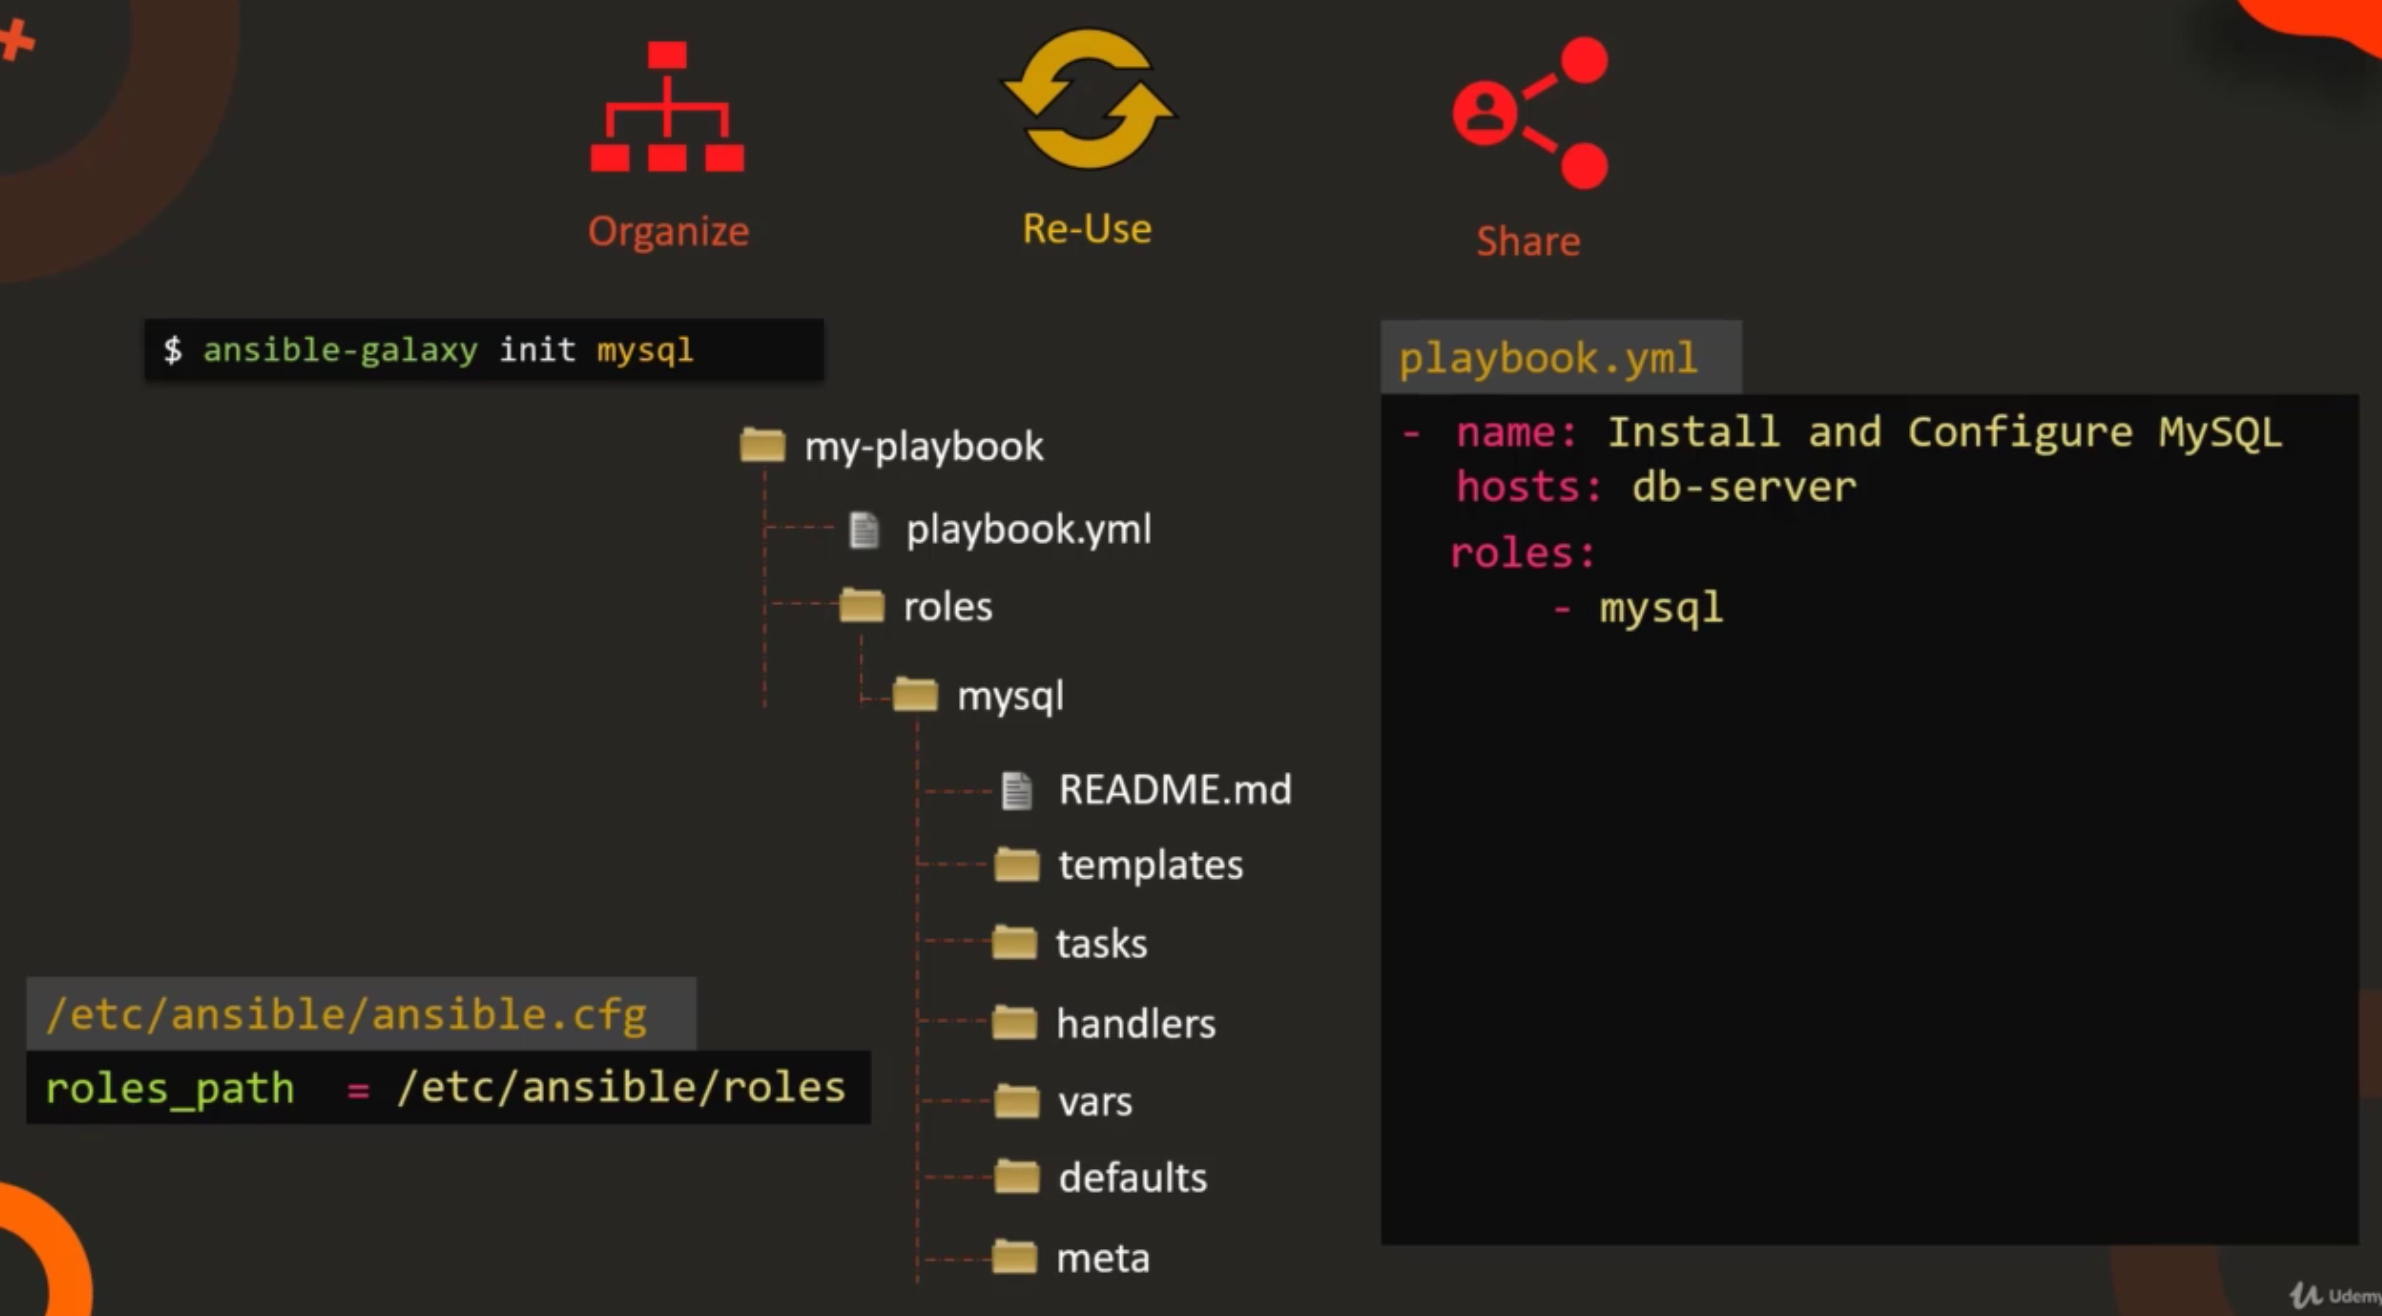 Organize
Re-Use
Share
$ ansible-galaxy init mysql
my-playbook
playbook.yml
roles
mysql
README.md
templates
tasks
handlers
vars
defaults
meta
/etc/ansible/ansible.cfg
roles_path = /etc/ansible/roles
playbook.yml
- name: Install and Configure MySQL
hosts: db-server
roles:
- mysql
Udemy